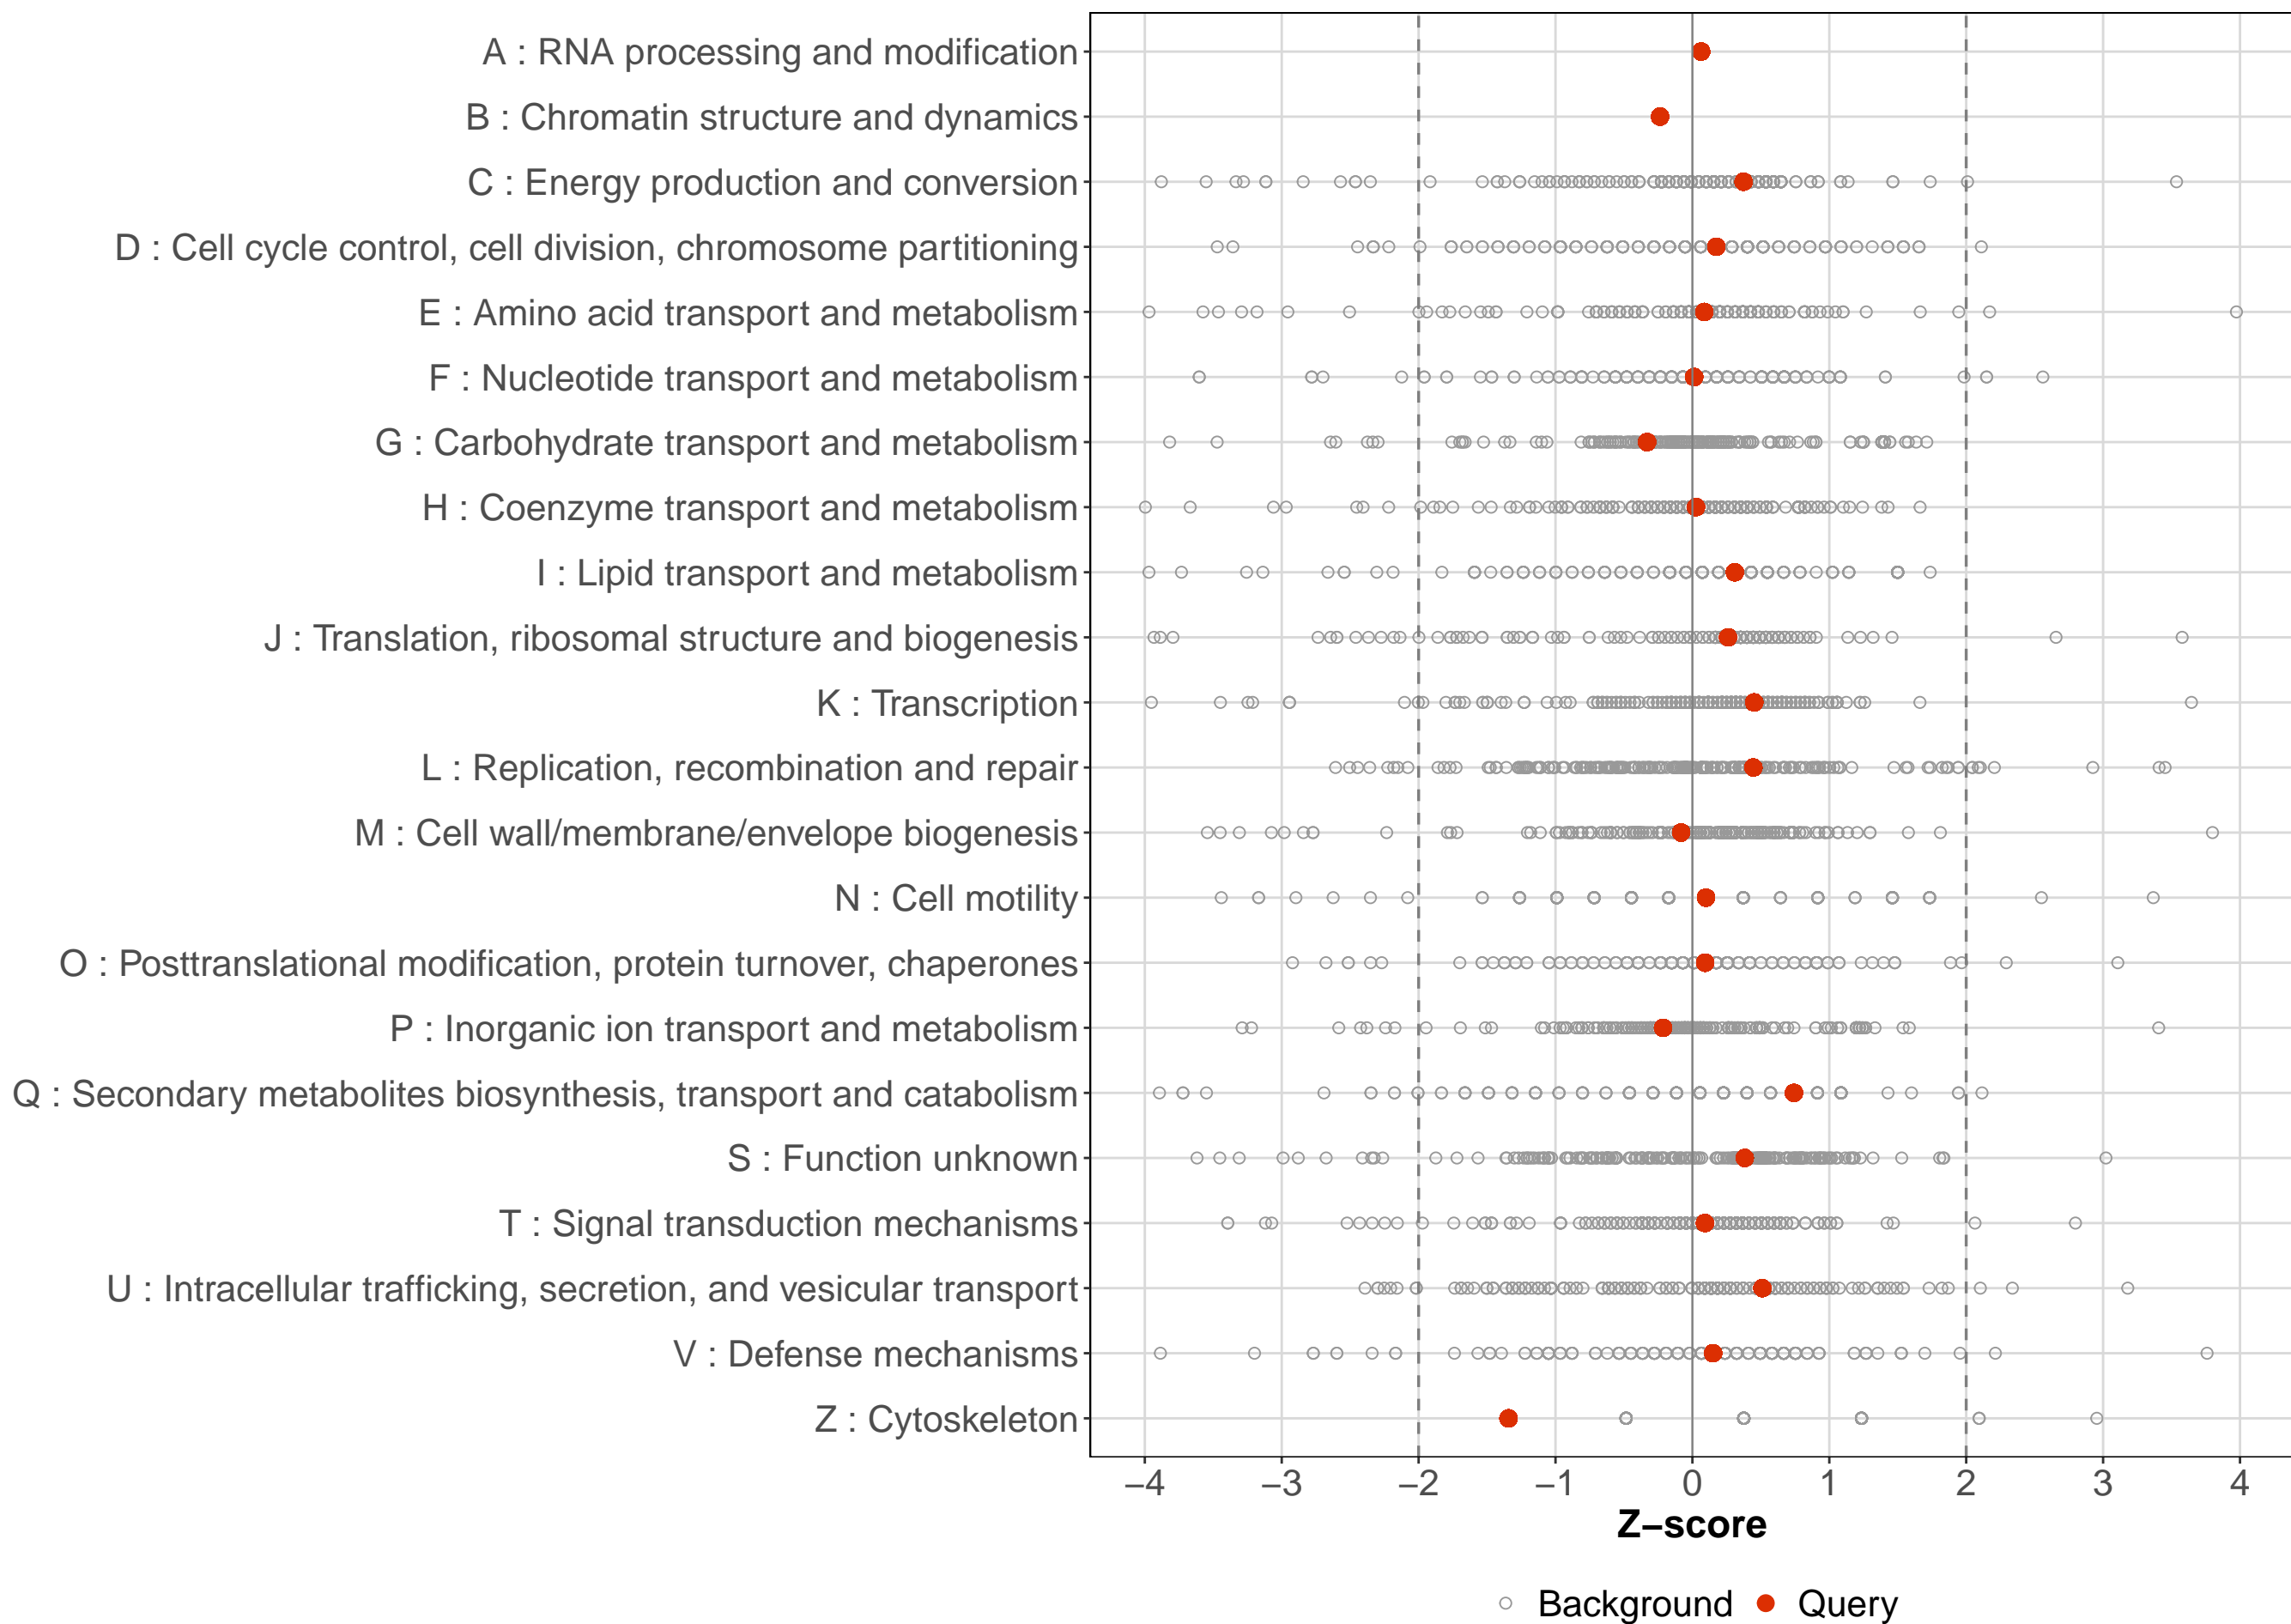 A : RNA processing and modification
B : Chromatin structure and dynamics
C : Energy production and conversion
D : Cell cycle control, cell division, chromosome partitioning
E : Amino acid transport and metabolism
F : Nucleotide transport and metabolism
G : Carbohydrate transport and metabolism
H : Coenzyme transport and metabolism
I : Lipid transport and metabolism
J : Translation, ribosomal structure and biogenesis
K : Transcription
L : Replication, recombination and repair
M : Cell wall/membrane/envelope biogenesis
N : Cell motility
O : Posttranslational modification, protein turnover, chaperones
P : Inorganic ion transport and metabolism
Q : Secondary metabolites biosynthesis, transport and catabolism
S : Function unknown
T : Signal transduction mechanisms
U : Intracellular trafficking, secretion, and vesicular transport
V : Defense mechanisms
Z : Cytoskeleton
−4 −3 −2 −1 0 1 2 3 4
Z−score
Background Query